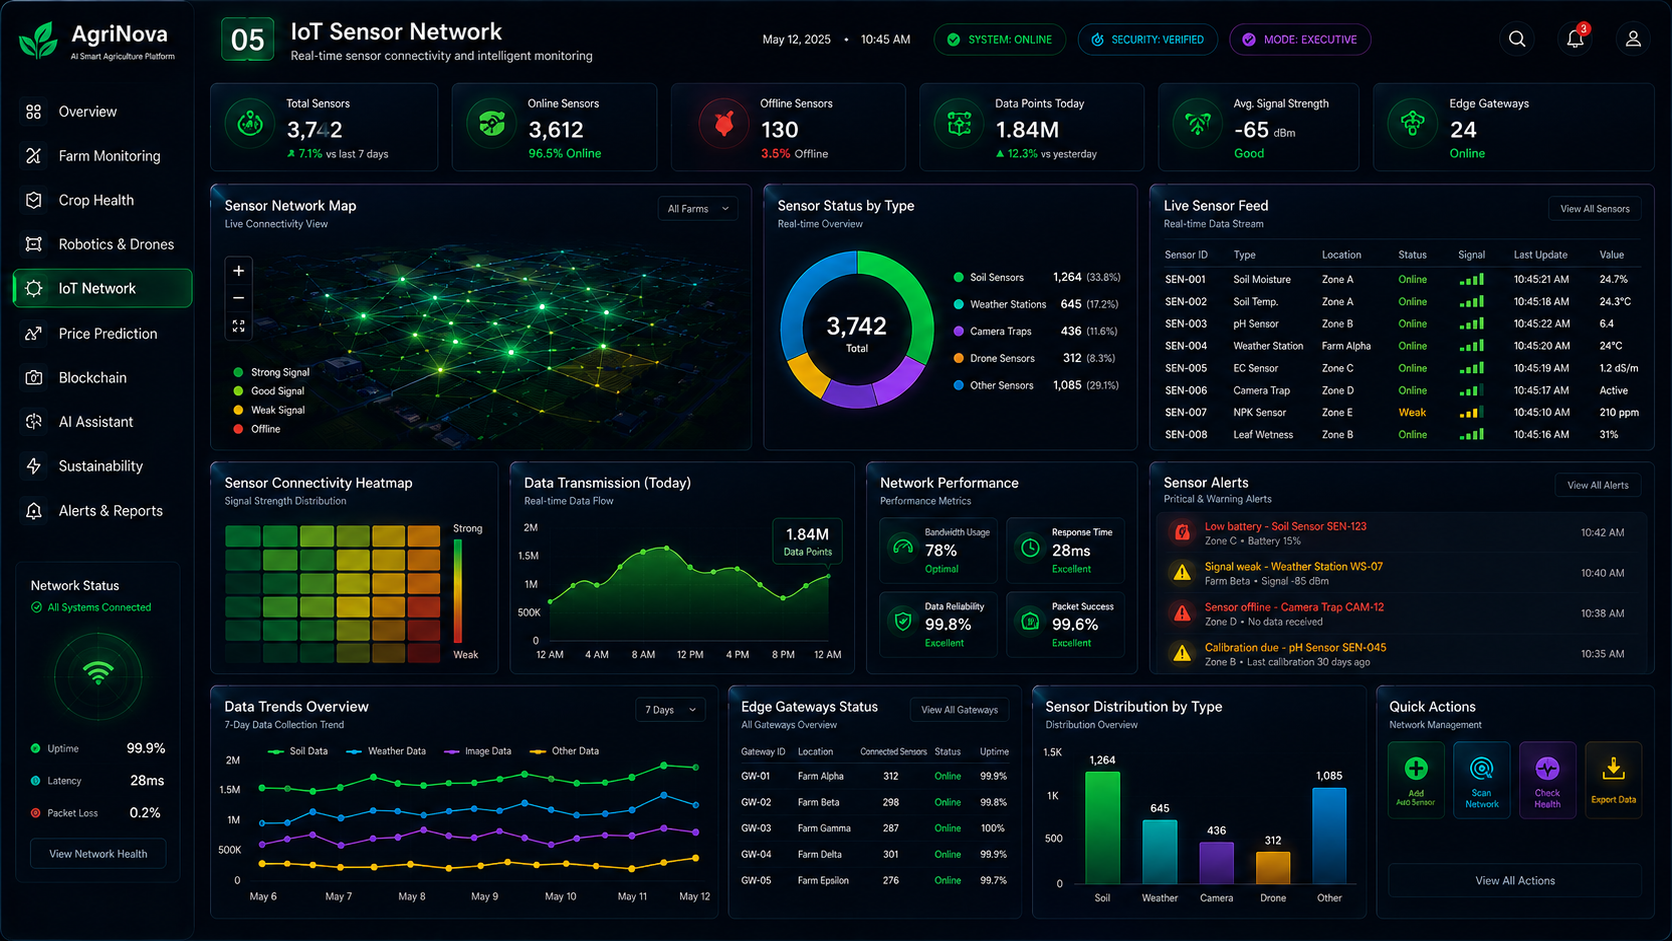 AgriNova
AI Smart Agriculture Platform
Overview
Farm Monitoring
Crop Health
Robotics & Drones
IoT Network
Price Prediction
Blockchain
AI Assistant
Sustainability
Alerts & Reports
Network Status
All Systems Connected
Uptime 99.9%
Latency 28ms
Packet Loss 0.2%
View Network Health
05
IoT Sensor Network
Real-time sensor connectivity and intelligent monitoring
May 12, 2025 • 10:45 AM
SYSTEM: ONLINE
SECURITY: VERIFIED
MODE: EXECUTIVE
3
Total Sensors
3,742
7.1% vs last 7 days
Online Sensors
3,612
96.5% Online
Offline Sensors
130
3.5% Offline
Data Points Today
1.84M
12.3% vs yesterday
Avg. Signal Strength
-65 dBm
Good
Edge Gateways
24
Online
Sensor Network Map
Live Connectivity View
All Farms
+
−
Strong Signal
Good Signal
Weak Signal
Offline
Sensor Status by Type
Real-time Overview
3,742
Total
Soil Sensors 1,264 (33.8%)
Weather Stations 645 (17.2%)
Camera Traps 436 (11.6%)
Drone Sensors 312 (8.3%)
Other Sensors 1,085 (29.1%)
Live Sensor Feed
Real-time Data Stream
View All Sensors
Sensor ID Type Location Status Signal Last Update Value
SEN-001 Soil Moisture Zone A Online 10:45:21 AM 24.7%
SEN-002 Soil Temp. Zone A Online 10:45:18 AM 24.3°C
SEN-003 pH Sensor Zone B Online 10:45:22 AM 6.4
SEN-004 Weather Station Farm Alpha Online 10:45:20 AM 24°C
SEN-005 EC Sensor Zone C Online 10:45:19 AM 1.2 dS/m
SEN-006 Camera Trap Zone D Online 10:45:17 AM Active
SEN-007 NPK Sensor Zone E Weak 10:45:10 AM 210 ppm
SEN-008 Leaf Wetness Zone B Online 10:45:16 AM 31%
Sensor Connectivity Heatmap
Signal Strength Distribution
Strong
Weak
Data Transmission (Today)
Real-time Data Flow
2M
1.5M
1M
500K
0
12 AM 4 AM 8 AM 12 PM 4 PM 8 PM 12 AM
1.84M
Data Points
Network Performance
Performance Metrics
Bandwidth Usage
78%
Optimal
Response Time
28ms
Excellent
Data Reliability
99.8%
Excellent
Packet Success
99,6%
Excellent
Sensor Alerts
Pritical & Warning Alerts
View All Alerts
Low battery - Soil Sensor SEN-123
Zone C • Battery 15%
10:42 AM
Signal weak - Weather Station WS-07
Farm Beta • Signal -85 dBm
10:40 AM
Sensor offline - Camera Trap CAM-12
Zone D • No data received
10:38 AM
Calibration due - pH Sensor SEN-045
Zone B • Last calibration 30 days ago
10:35 AM
Data Trends Overview
7-Day Data Collection Trend
7 Days
Soil Data Weather Data Image Data Other Data
2M
1.5M
1M
500K
0
May 6 May 7 May 8 May 9 May 10 May 11 May 12
Edge Gateways Status
All Gateways Overview
View All Gateways
Gateway ID Location Connected Sensors Status Uptime
GW-01 Farm Alpha 312 Online 99.9%
GW-02 Farm Beta 298 Online 99.8%
GW-03 Farm Gamma 287 Online 100%
GW-04 Farm Delta 301 Online 99.9%
GW-05 Farm Epsilon 276 Online 99.7%
Sensor Distribution by Type
Distribution Overview
1.5K
1K
500
0
1,264
645
436
312
1,085
Soil Weather Camera Drone Other
Quick Actions
Network Management
Add
Sensor
Scan
Network
Check
Health
Export Data
View All Actions